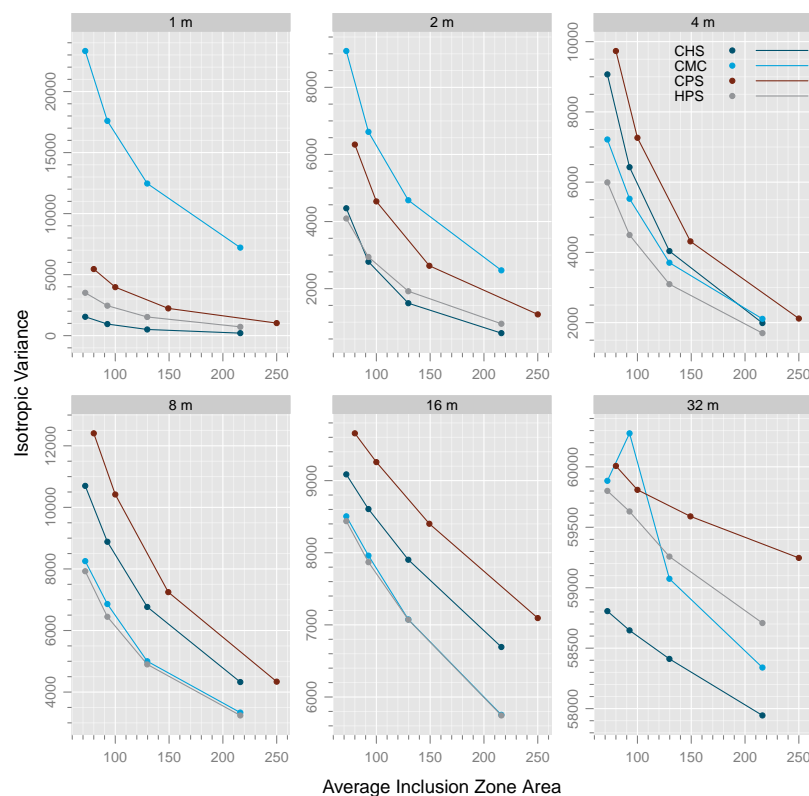 1 m
2 m
4 m
0
5000
10000
15000
20000
2000
4000
6000
8000
2000
4000
6000
8000
10000
CHS
CMC
CPS
HPS
100 150 200 250
100 150 200 250
100 150 200 250
Isotropic Variance
8 m
16 m
32 m
4000
6000
8000
10000
12000
6000
7000
8000
9000
58000
58500
59000
59500
60000
100 150 200 250
100 150 200 250
100 150 200 250
Average Inclusion Zone Area